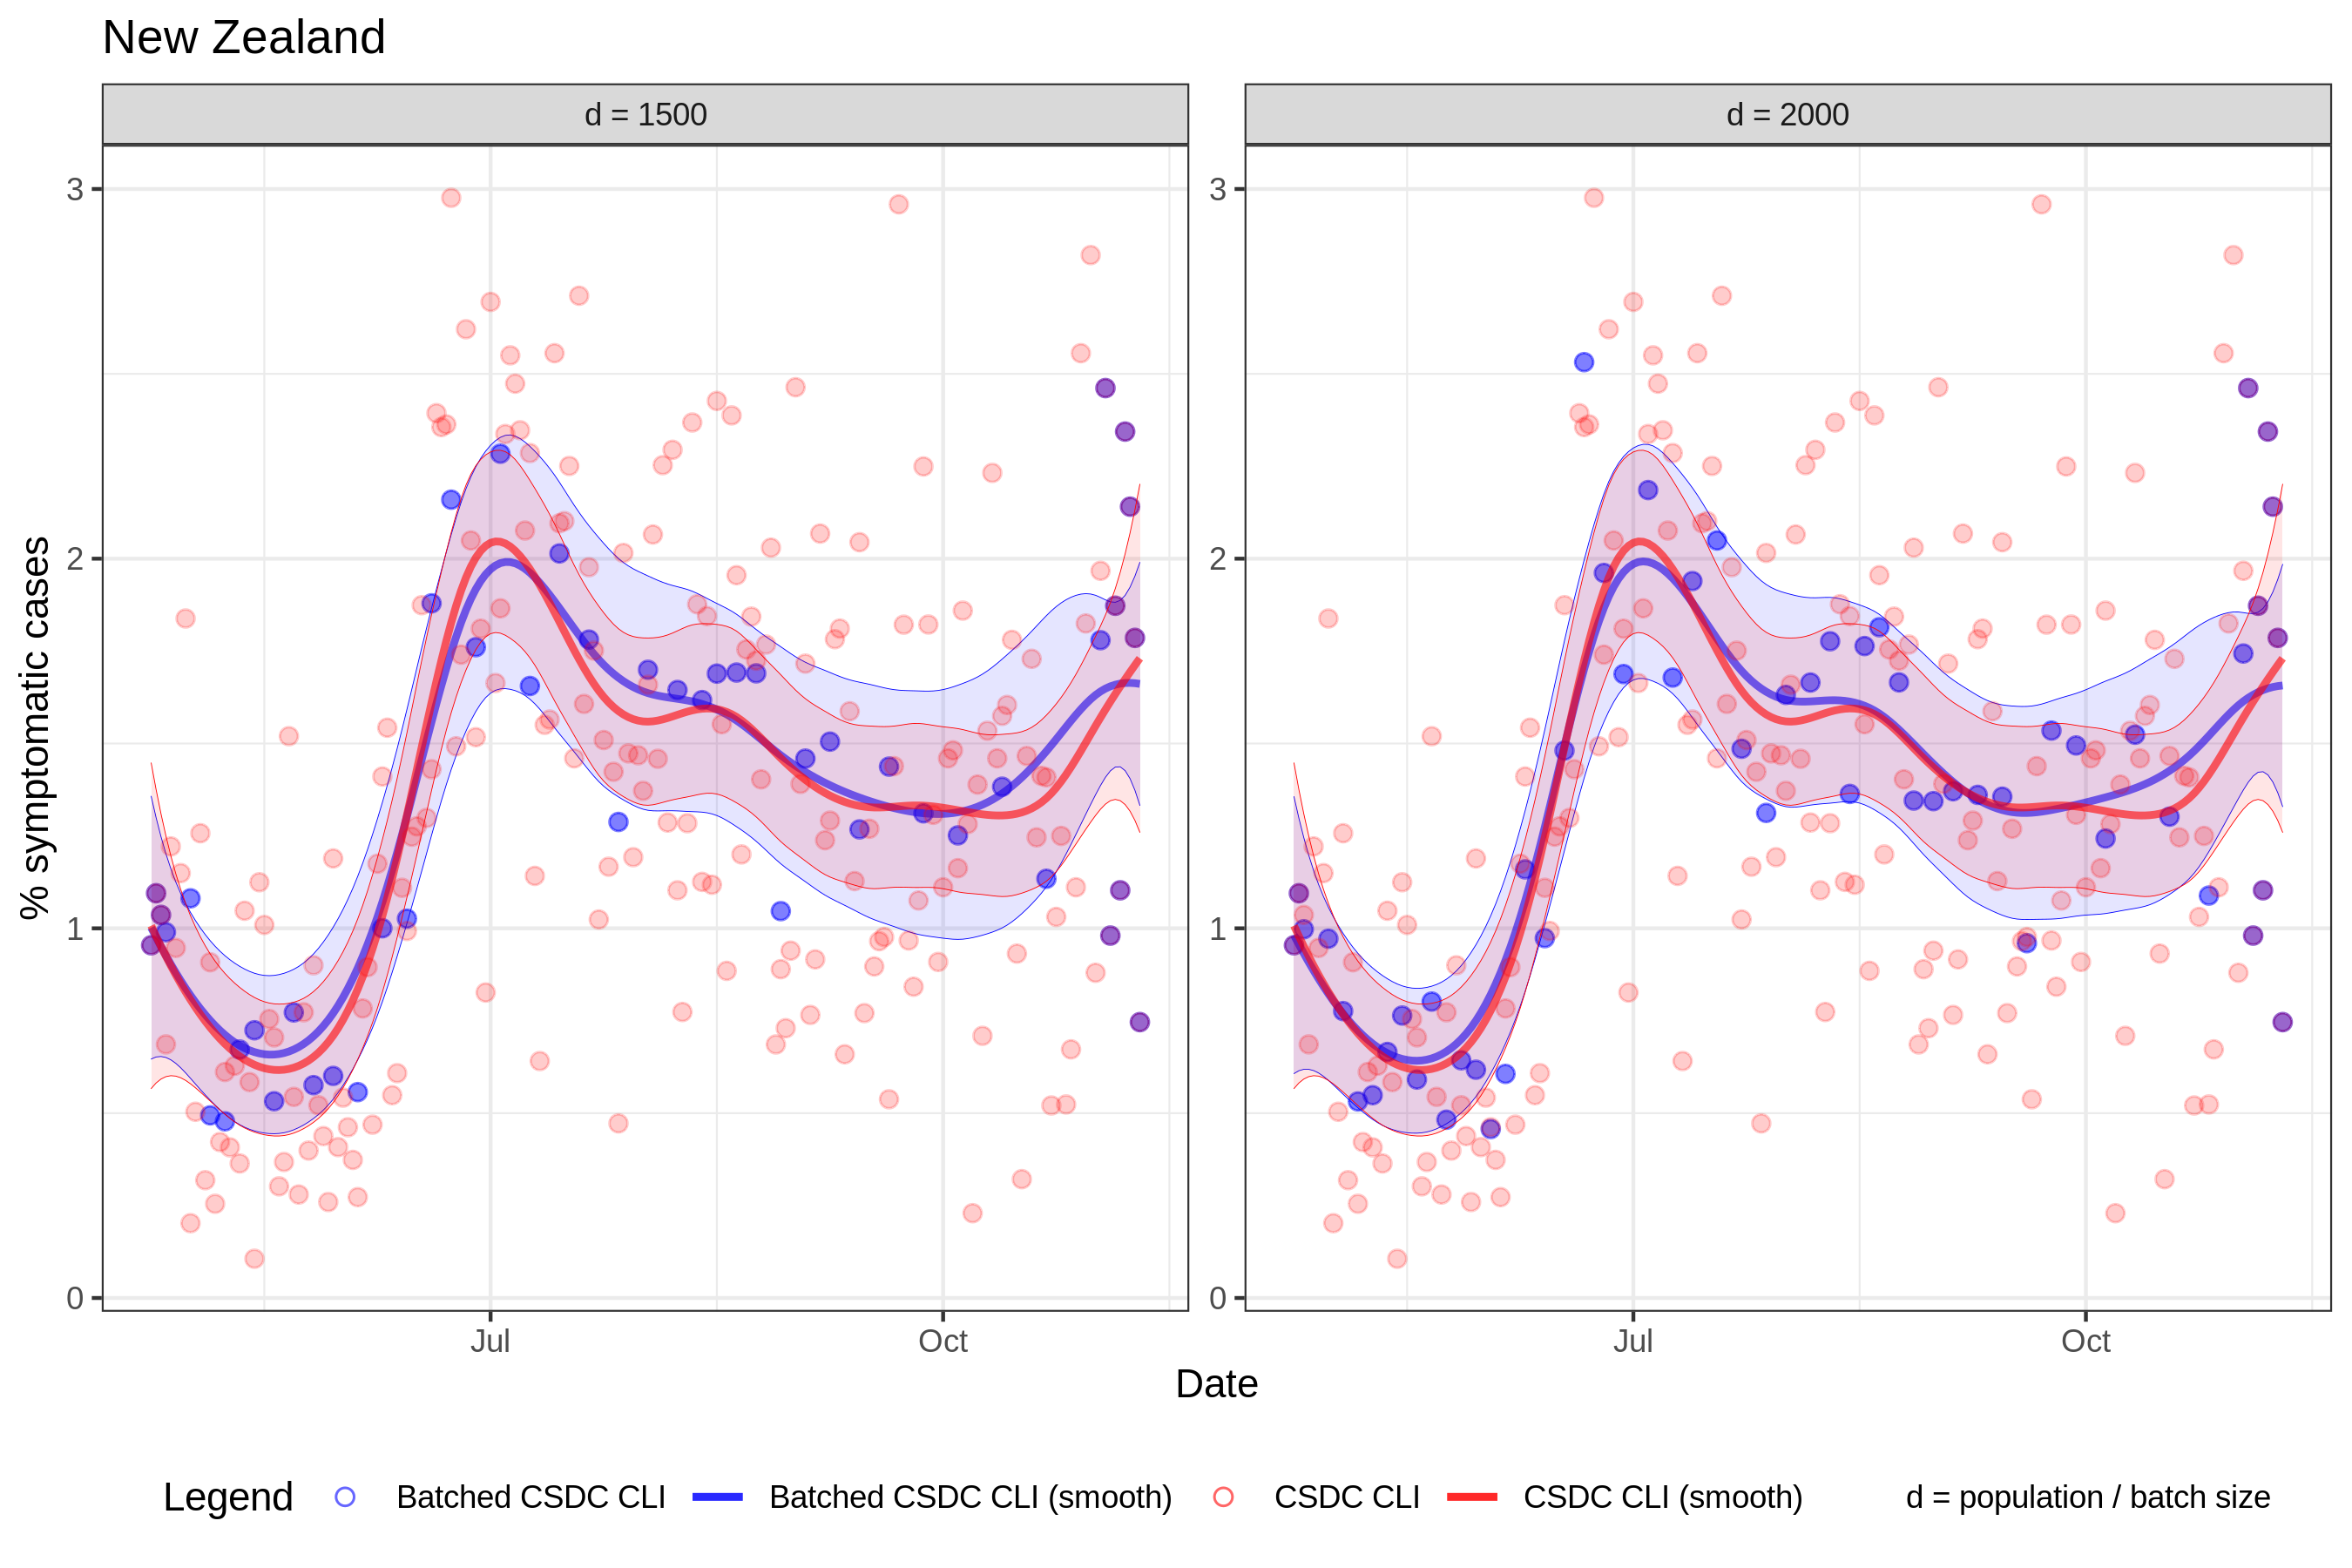 New Zealand
d = 1500
d = 2000
% symptomatic cases
3
2
1
0
3
2
1
0
Jul
Oct
Jul
Oct
Date
Legend
Batched CSDC CLI
Batched CSDC CLI (smooth)
CSDC CLI
CSDC CLI (smooth)
d = population / batch size